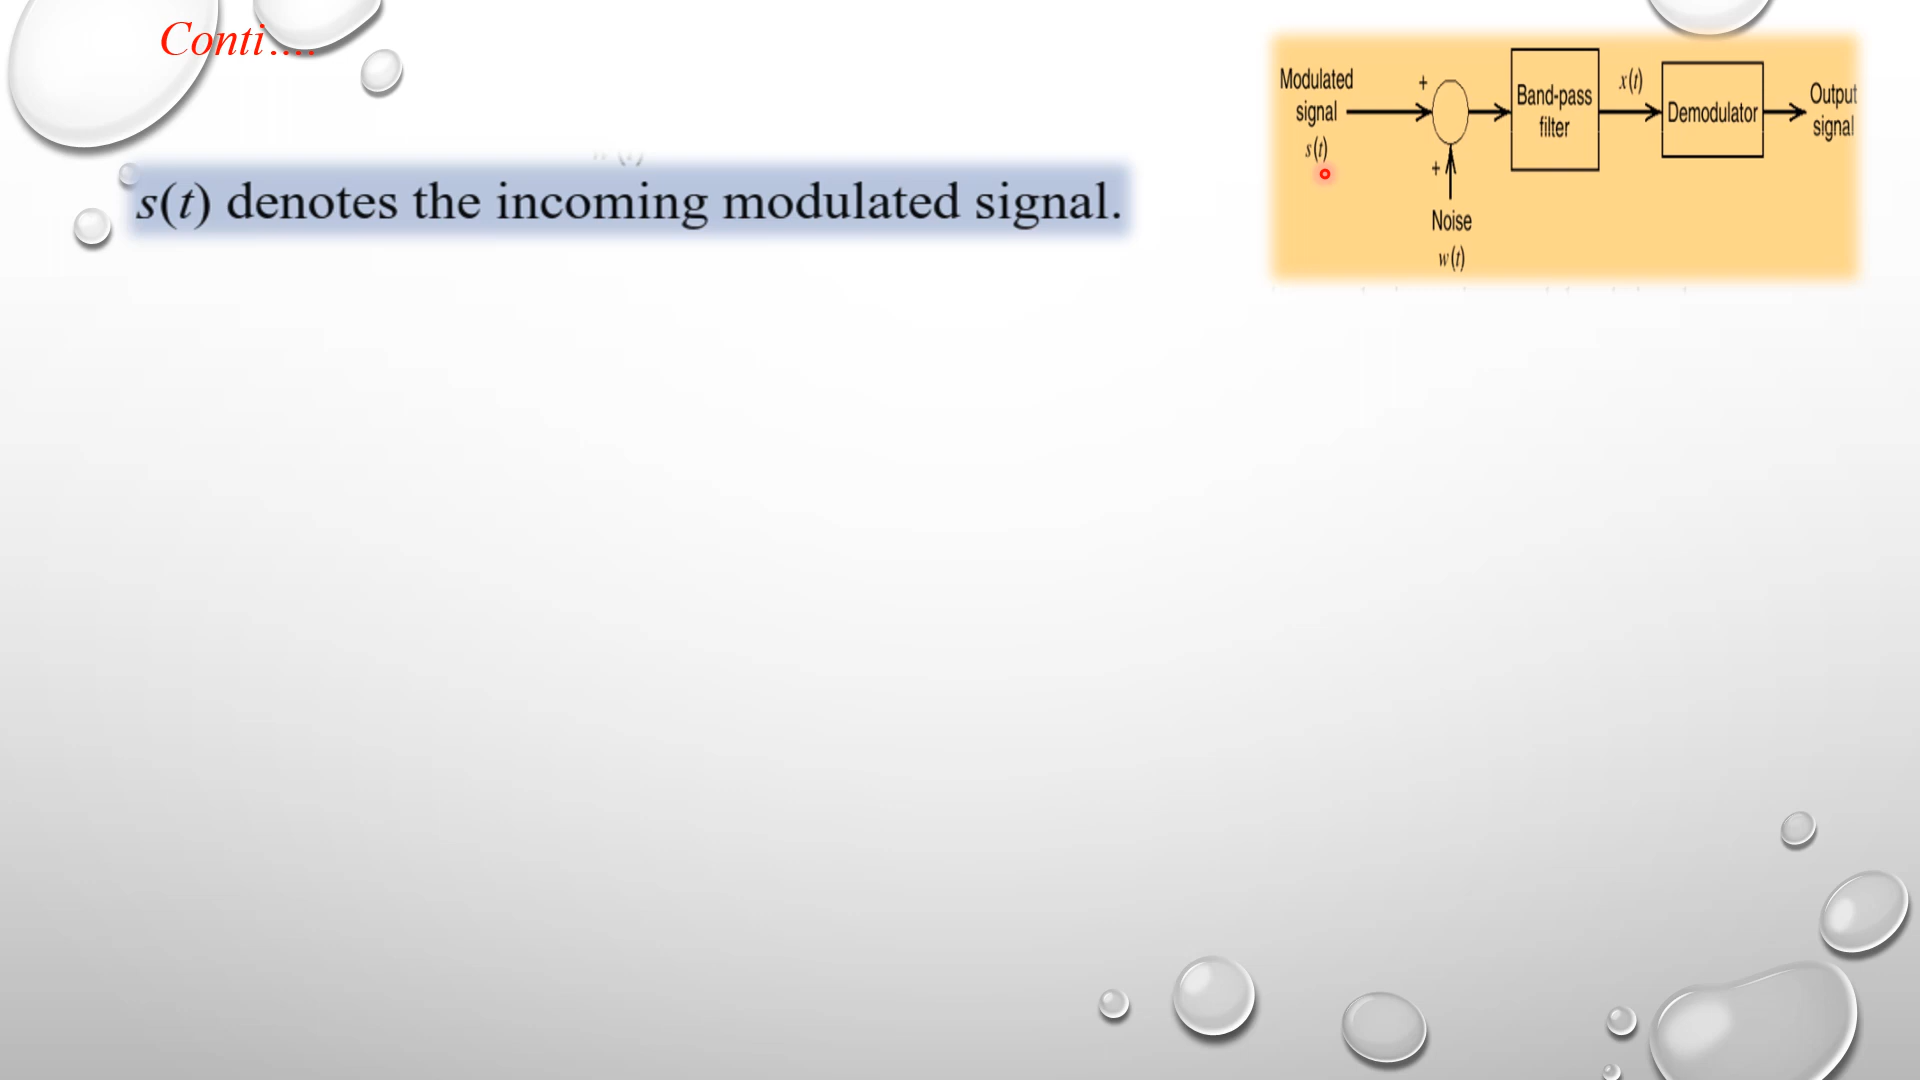 Conti....
s(t) denotes the incoming modulated signal.
Modulated
signal
s(t)
+
+
Noise
w(t)
Band-pass
filter
x(t)
Demodulator
Output
signal